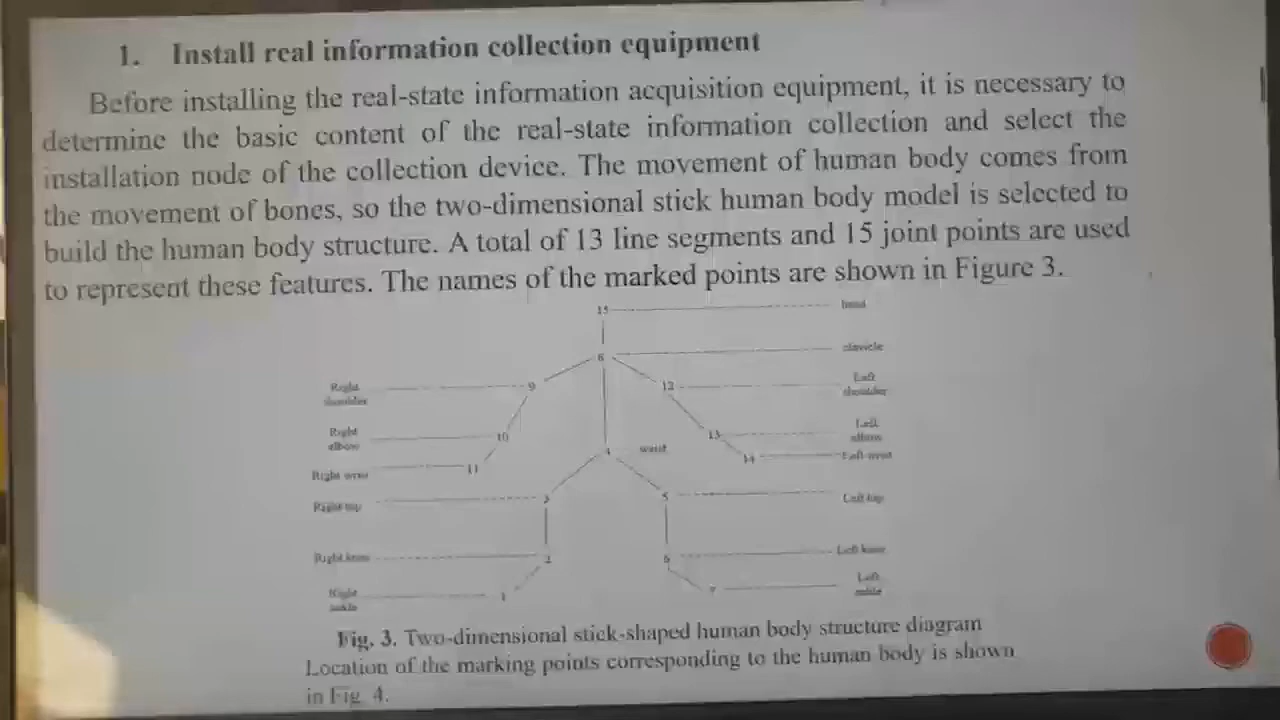 1. Install real information collection equipment
Before installing the real-state information acquisition equipment, it is necessary to
determine the basic content of the real-state information collection and select the
installation node of the collection device. The movement of human body comes from
the movement of bones, so the two-dimensional stick human body model is selected to
build the human body structure. A total of 13 line segments and 15 joint points are used
to represent these features. The names of the marked points are shown in Figure 3.
15 head
8 clavicle
Right shoulder 9 12 Left shoulder
Right elbow 10 13 Left elbow
Right wrist 11 14 Left wrist
4 waist
Right 3 5 Left
Right knee 2 6 Left knee
Right ankle 1 7 Left ankle
Fig. 3. Two-dimensional stick-shaped human body structure diagram
Location of the marking points corresponding to the human body is shown
in Fig. 4.